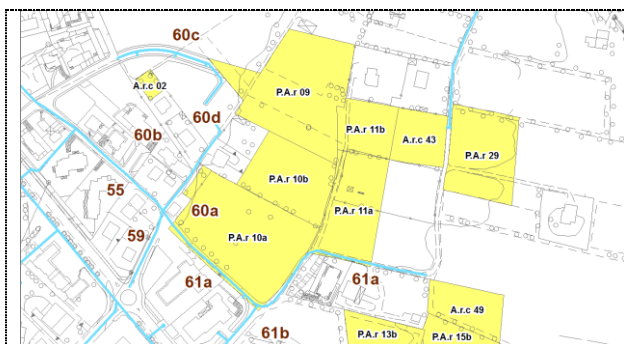 60c
P.A.r 09
A.r.c 02
60d
60b
P.A.r 11b
A.r.c 43
P.A.r 29
P.A.r 10b
55
60a
P.A.r 11a
59
P.A.r 10a
61a
61a
A.r.c 49
61b
P.A.r 13b
P.A.r 15b